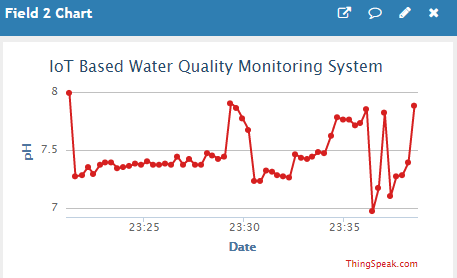 Field 2 Chart
IoT Based Water Quality Monitoring System
8
7.5
7
pH
23:25 23:30 23:35
Date
ThingSpeak.com